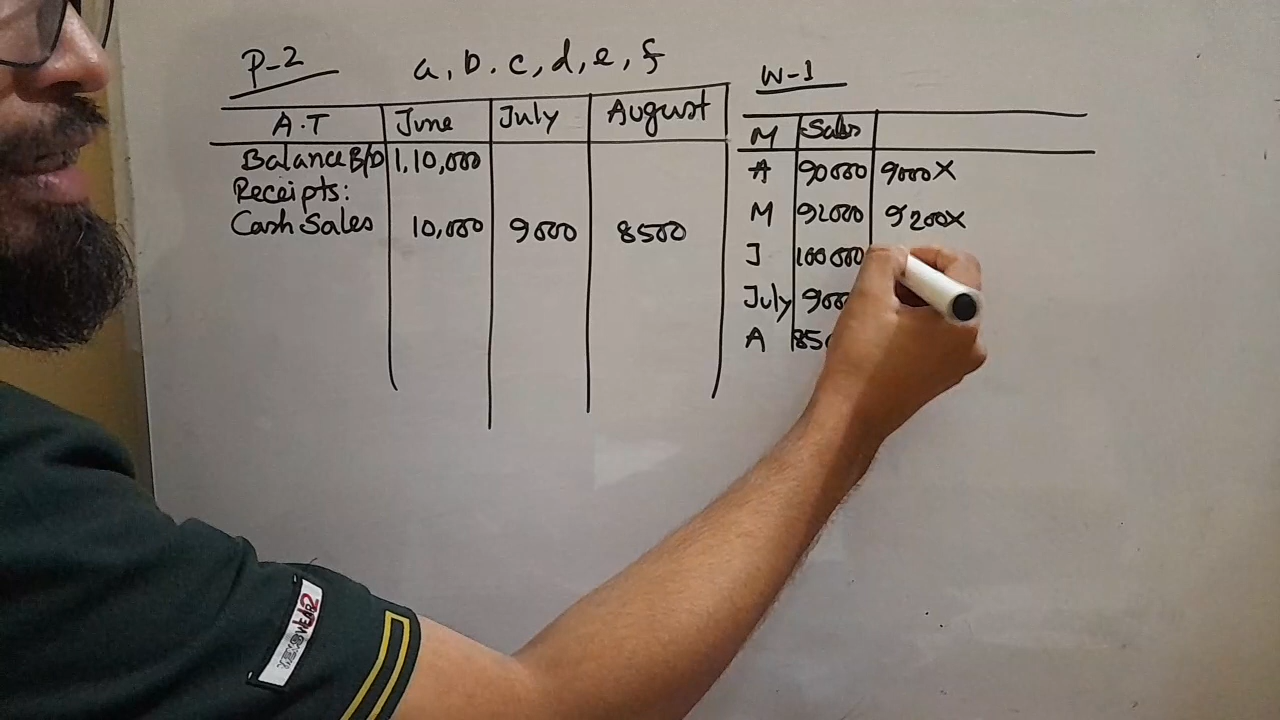 P-2 a, b. c, d, e, f
A.T June July August
Balance B/D 1,10,000
Receipts:
Cash Sales 10,000 9000 8500
W-1
M Sales
A 90000 9000X
M 92000 9200X
J 100000
July
A